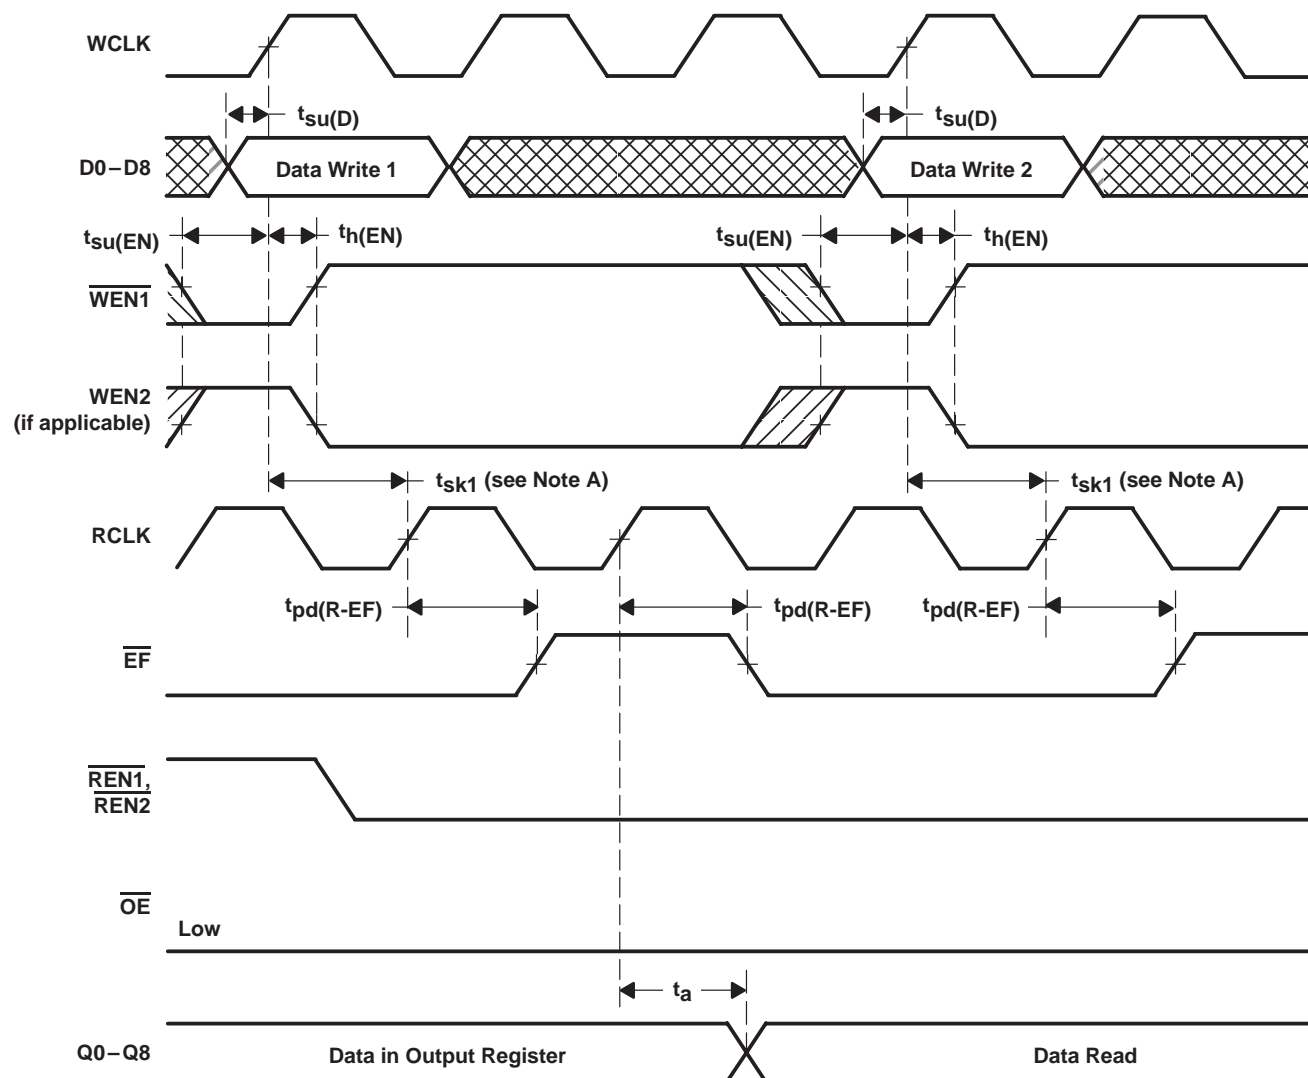 WCLK
tsu(D) tsu(D)
D0–D8 Data Write 1 Data Write 2
tsu(EN) th(EN) tsu(EN) th(EN)
WEN1
WEN2
(if applicable)
tsk1 (see Note A) tsk1 (see Note A)
RCLK
tpd(R-EF) tpd(R-EF) tpd(R-EF)
EF
REN1,
REN2
OE
Low
ta
Q0–Q8 Data in Output Register Data Read